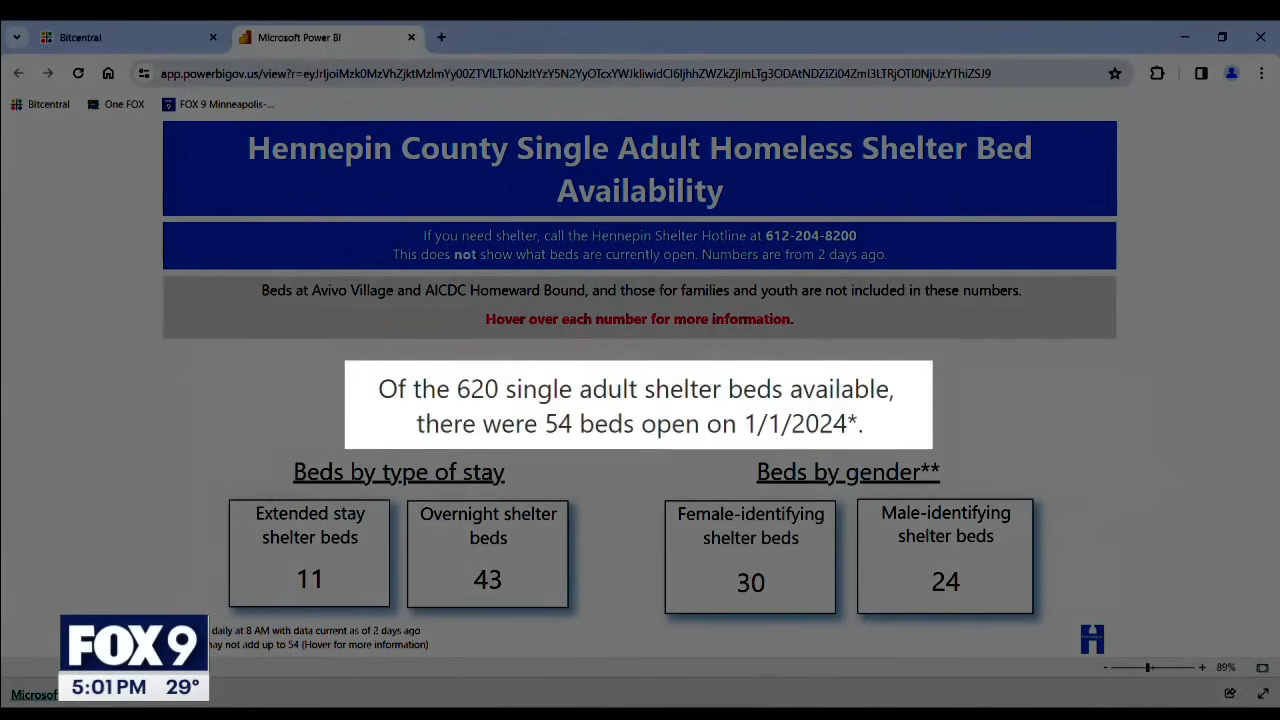 Bitcentral
Microsoft Power BI
Bitcentral
One FOX
FOX 9 Minneapolis-...
Hennepin County Single Adult Homeless Shelter Bed
Availability
If you need shelter, call the Hennepin Shelter Hotline at 612-204-8200
This does not show what beds are currently open. Numbers are from 2 days ago.
Beds at Avivo Village and AICDC Homeward Bound, and those for families and youth are not included in these numbers.
Hover over each number for more information.
Of the 620 single adult shelter beds available,
there were 54 beds open on 1/1/2024*.
Beds by type of stay
Beds by gender**
Extended stay
shelter beds
11
Overnight shelter
beds
43
Female-identifying
shelter beds
30
Male-identifying
shelter beds
24
daily at 8 AM with data current as of 2 days ago
may not add up to 54 (Hover for more information)
FOX 9
5:01 PM 29°
89%